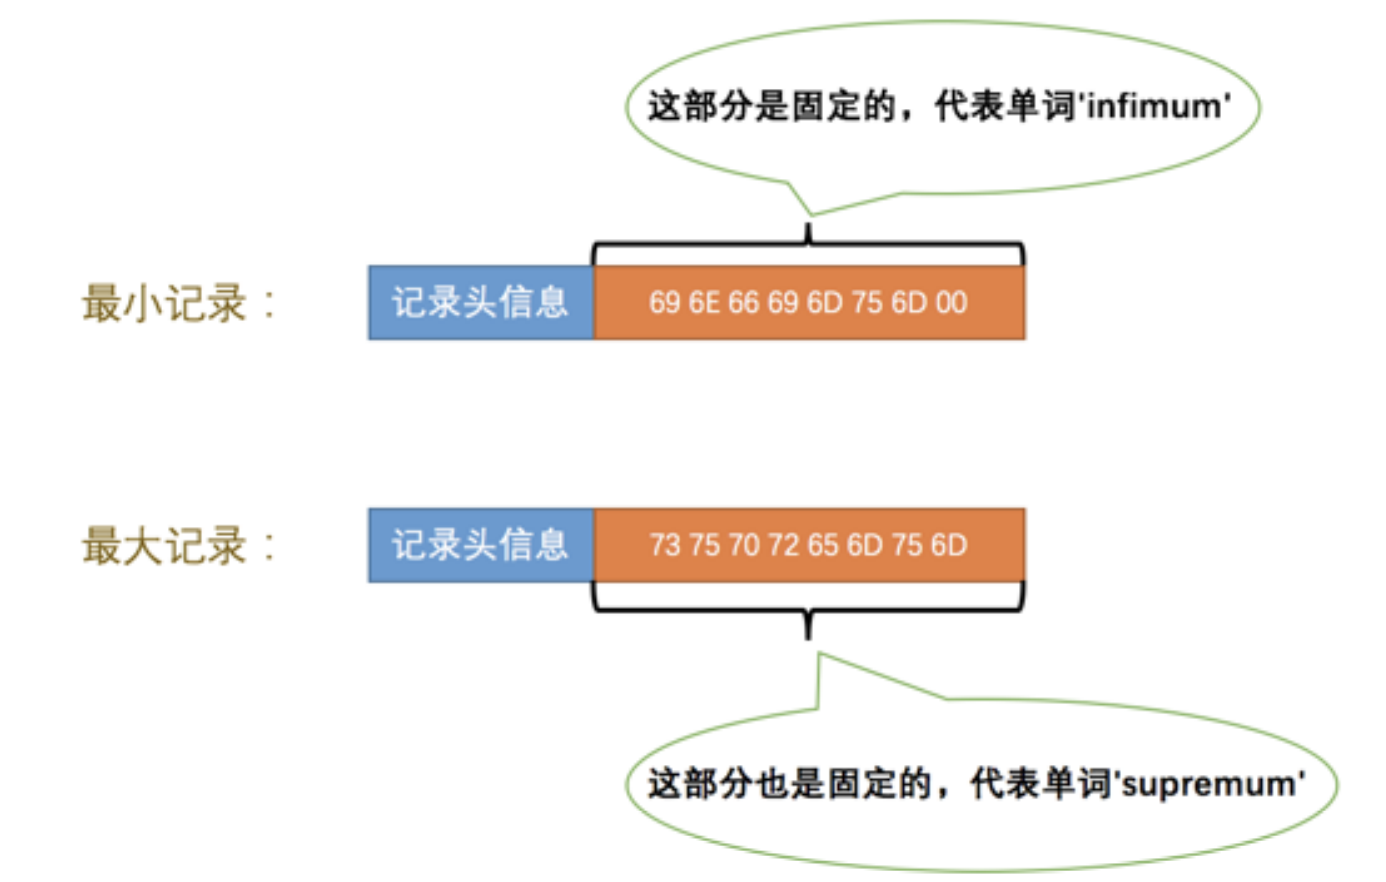 这部分是固定的，代表单词'infimum'
最小记录：
记录头信息
69 6E 66 69 6D 75 6D 00
最大记录：
记录头信息
73 75 70 72 65 6D 75 6D
这部分也是固定的，代表单词'supremum'